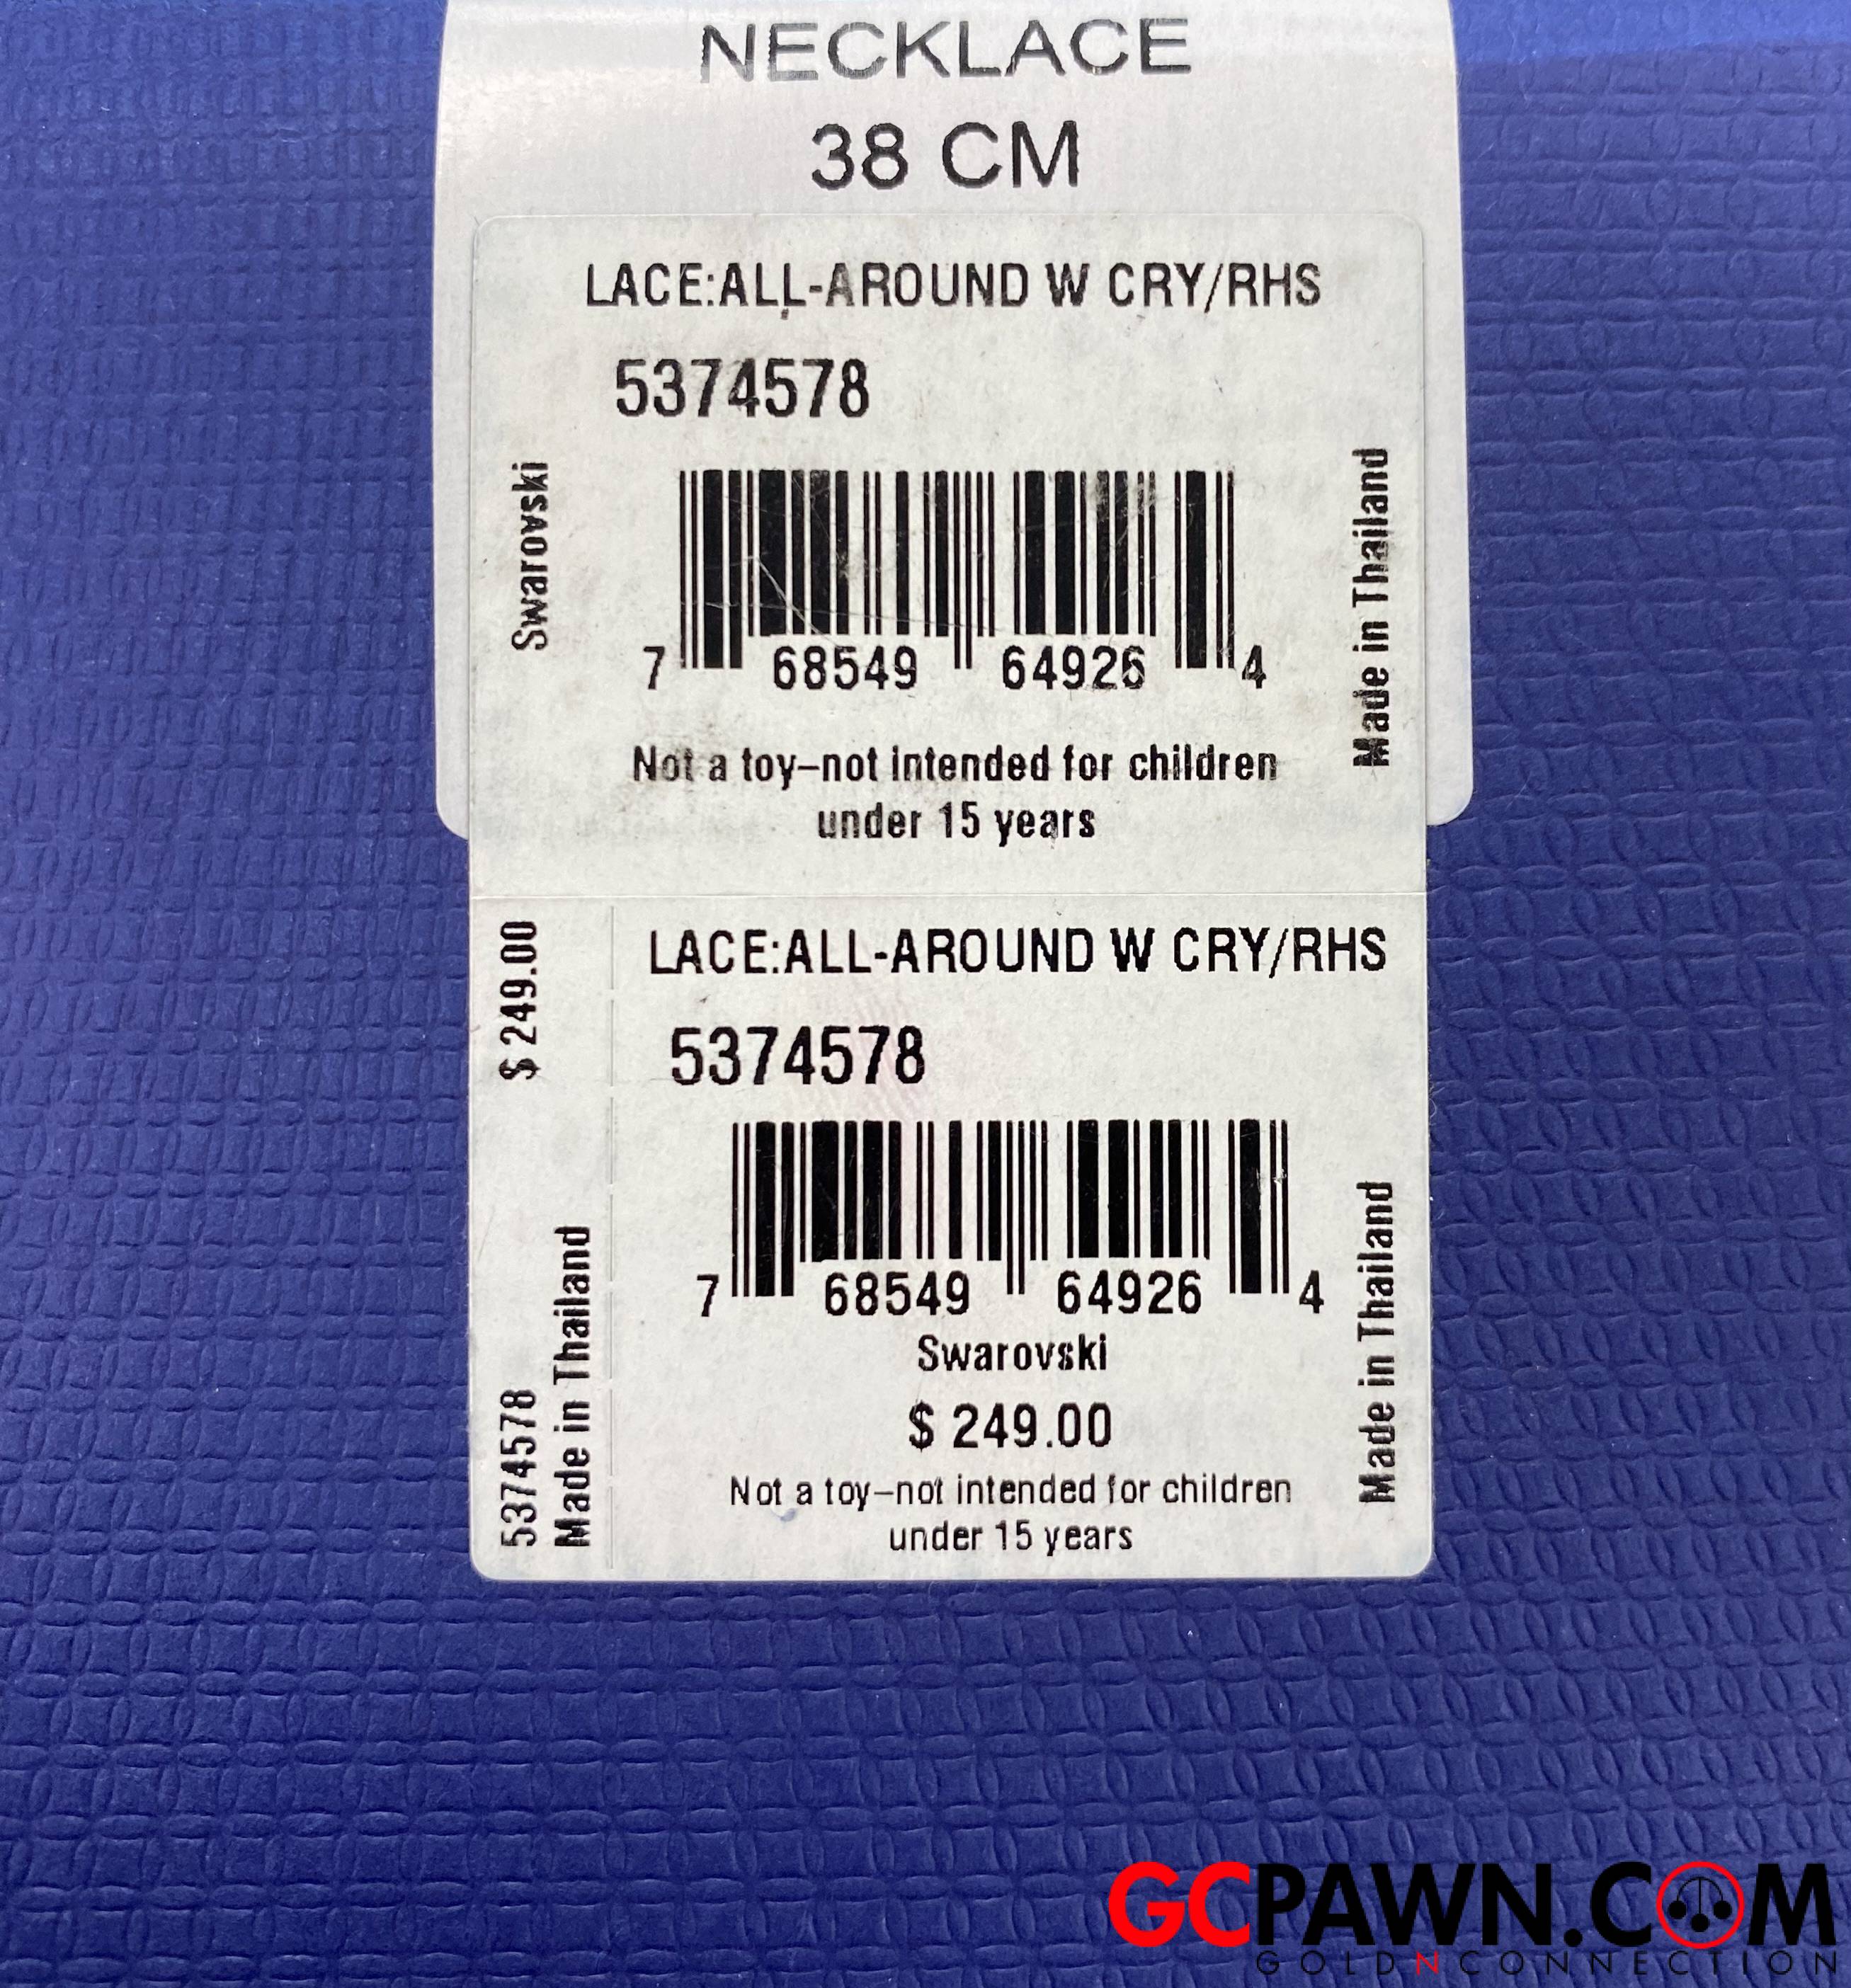 NECKLACE
38 CM
LACE:ALL-AROUND W CRY/RHS
5374578
Swarovski
7 68549 64926 4
Made in Thailand
Not a toy–not intended for children
under 15 years
$ 249.00
5374578
Made in Thailand
LACE:ALL-AROUND W CRY/RHS
5374578
7 68549 64926 4
Made in Thailand
Swarovski
$ 249.00
Not a toy–not intended for children
under 15 years
GCPAWN.COM
GOLDNCONNECTION